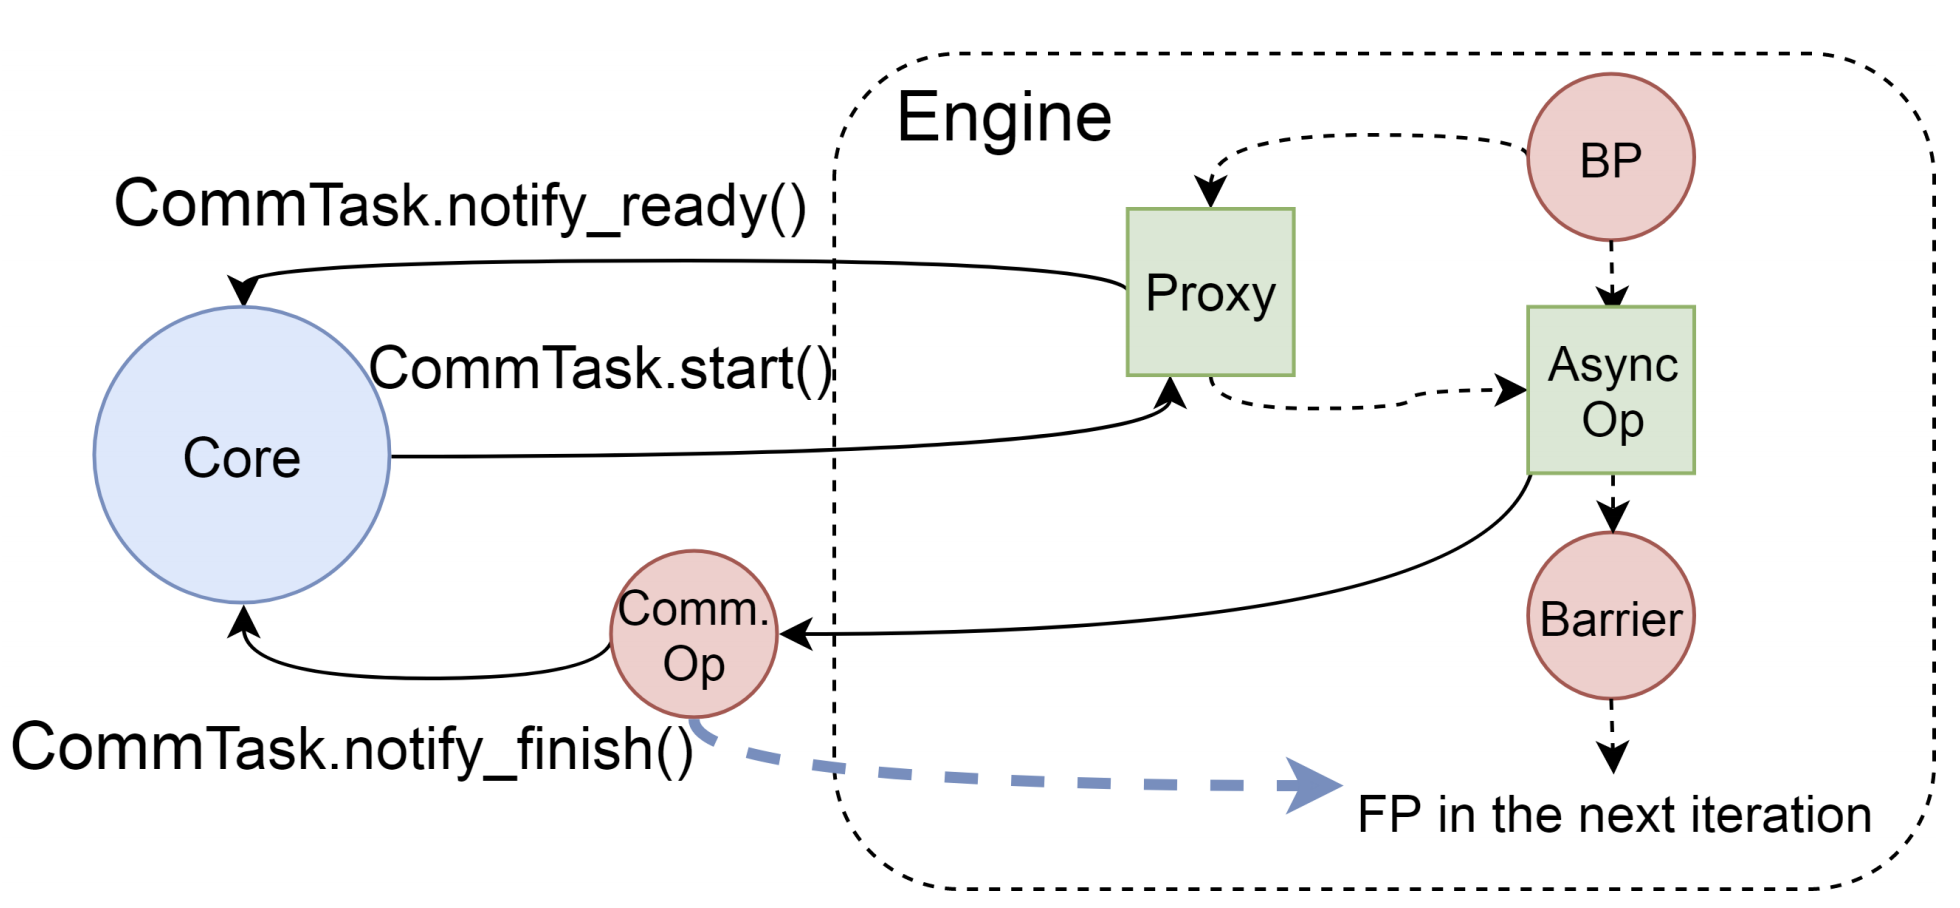 Engine
BP
CommTask.notify_ready()
Proxy
CommTask.start()
Async
Op
Core
Comm.
Op
Barrier
CommTask.notify_finish()
FP in the next iteration